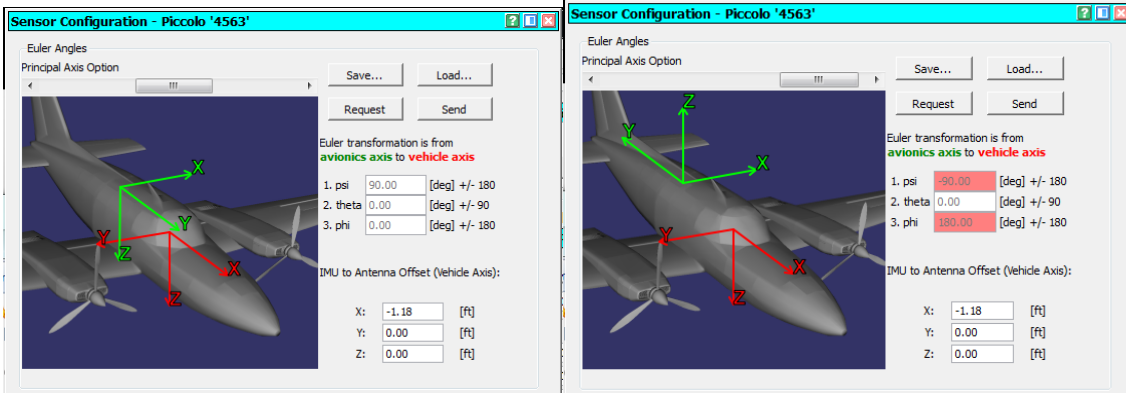 Sensor Configuration - Piccolo '4563'
Euler Angles
Principal Axis Option
Save... Load...
Request Send
Euler transformation is from
avionics axis to vehicle axis
1. psi 90.00 [deg] +/- 180
2. theta 0.00 [deg] +/- 90
3. phi 0.00 [deg] +/- 180
IMU to Antenna Offset (Vehicle Axis):
X: -1.18 [ft]
Y: 0.00 [ft]
Z: 0.00 [ft]
X
Y
Z
Y
X
Z
Sensor Configuration - Piccolo '4563'
Euler Angles
Principal Axis Option
Save... Load...
Request Send
Euler transformation is from
avionics axis to vehicle axis
1. psi -90.00 [deg] +/- 180
2. theta 0.00 [deg] +/- 90
3. phi 180.00 [deg] +/- 180
IMU to Antenna Offset (Vehicle Axis):
X: -1.18 [ft]
Y: 0.00 [ft]
Z: 0.00 [ft]
Z
Y
X
Y
X
Z